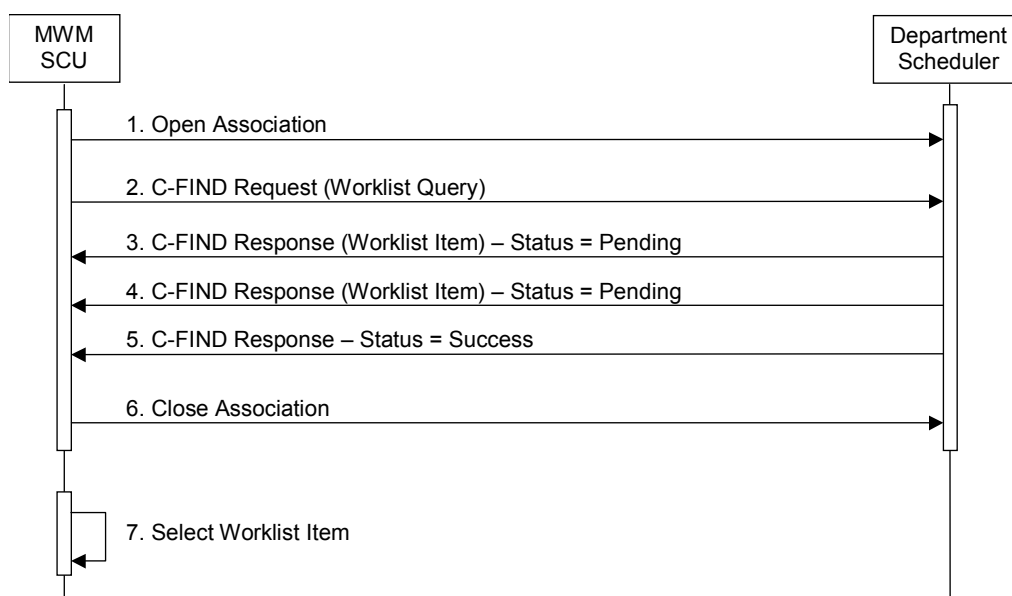 MWM
SCU
Department
Scheduler
1. Open Association
2. C-FIND Request (Worklist Query)
3. C-FIND Response (Worklist Item) – Status = Pending
4. C-FIND Response (Worklist Item) – Status = Pending
5. C-FIND Response – Status = Success
6. Close Association
7. Select Worklist Item